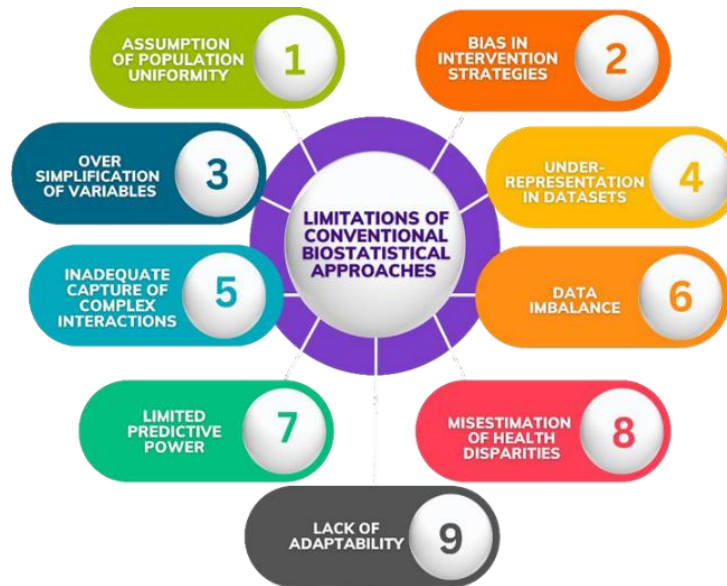 ASSUMPTION
OF POPULATION
UNIFORMITY
1
BIAS IN
INTERVENTION
STRATEGIES
2
OVER
SIMPLIFICATION
OF VARIABLES
3
UNDER-
REPRESENTATION
IN DATASETS
4
LIMITATIONS OF
CONVENTIONAL
BIOSTATISTICAL
APPROACHES
INADEQUATE
CAPTURE OF
COMPLEX
INTERACTIONS
5
DATA
IMBALANCE
6
LIMITED
PREDICTIVE
POWER
7
MISESTIMATION
OF HEALTH
DISPARITIES
8
LACK OF
ADAPTABILITY
9